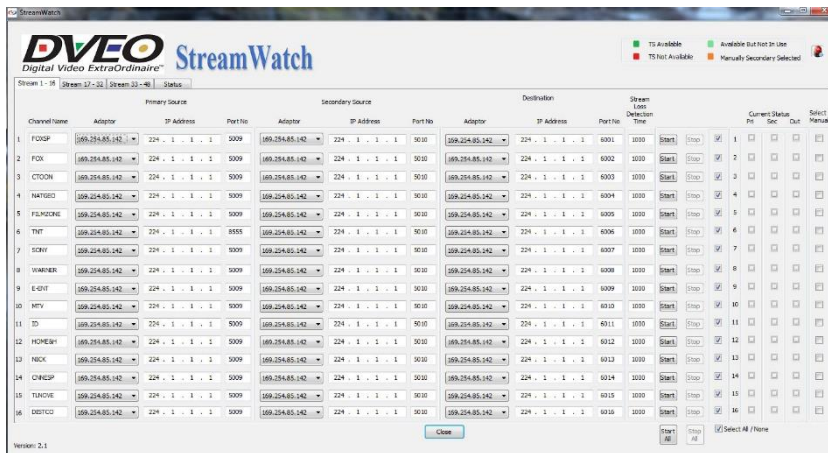 StreamWatch
DVEO
Digital Video ExtraOrdinaire™
StreamWatch
TS Available
Available But Not In Use
TS Not Available
Manually Secondary Selected
Stream 1 - 16 Stream 17 - 32 Stream 33 - 48 Status
Primary Source Secondary Source Destination Stream Loss Detection Time Current Status Select Manual
Channel Name Adaptor IP Address Port No Adaptor IP Address Port No Adaptor IP Address Port No Pri Sec Out
1 FOXSP 169.254.85.142 224 . 1 . 1 . 1 5009 169.254.85.142 224 . 1 . 1 . 1 5010 169.254.85.142 224 . 1 . 1 . 1 6001 1000 Start Stop 1
2 FOX 169.254.85.142 224 . 1 . 1 . 1 5009 169.254.85.142 224 . 1 . 1 . 1 5010 169.254.85.142 224 . 1 . 1 . 1 6002 1000 Start Stop 2
3 CTOON 169.254.85.142 224 . 1 . 1 . 1 5009 169.254.85.142 224 . 1 . 1 . 1 5010 169.254.85.142 224 . 1 . 1 . 1 6003 1000 Start Stop 3
4 NATGEO 169.254.85.142 224 . 1 . 1 . 1 5009 169.254.85.142 224 . 1 . 1 . 1 5010 169.254.85.142 224 . 1 . 1 . 1 6004 1000 Start Stop 4
5 FILMZONE 169.254.85.142 224 . 1 . 1 . 1 5009 169.254.85.142 224 . 1 . 1 . 1 5010 169.254.85.142 224 . 1 . 1 . 1 6005 1000 Start Stop 5
6 TNT 169.254.85.142 224 . 1 . 1 . 1 8555 169.254.85.142 224 . 1 . 1 . 1 5010 169.254.85.142 224 . 1 . 1 . 1 6006 1000 Start Stop 6
7 SONY 169.254.85.142 224 . 1 . 1 . 1 5009 169.254.85.142 224 . 1 . 1 . 1 5010 169.254.85.142 224 . 1 . 1 . 1 6007 1000 Start Stop 7
8 WARNER 169.254.85.142 224 . 1 . 1 . 1 5009 169.254.85.142 224 . 1 . 1 . 1 5010 169.254.85.142 224 . 1 . 1 . 1 6008 1000 Start Stop 8
9 E-ENT 169.254.85.142 224 . 1 . 1 . 1 5009 169.254.85.142 224 . 1 . 1 . 1 5010 169.254.85.142 224 . 1 . 1 . 1 6009 1000 Start Stop 9
10 MTV 169.254.85.142 224 . 1 . 1 . 1 5009 169.254.85.142 224 . 1 . 1 . 1 5010 169.254.85.142 224 . 1 . 1 . 1 6010 1000 Start Stop 10
11 ID 169.254.85.142 224 . 1 . 1 . 1 5009 169.254.85.142 224 . 1 . 1 . 1 5010 169.254.85.142 224 . 1 . 1 . 1 6011 1000 Start Stop 11
12 HOME&H 169.254.85.142 224 . 1 . 1 . 1 5009 169.254.85.142 224 . 1 . 1 . 1 5010 169.254.85.142 224 . 1 . 1 . 1 6012 1000 Start Stop 12
13 NICK 169.254.85.142 224 . 1 . 1 . 1 5009 169.254.85.142 224 . 1 . 1 . 1 5010 169.254.85.142 224 . 1 . 1 . 1 6013 1000 Start Stop 13
14 CNNESP 169.254.85.142 224 . 1 . 1 . 1 5009 169.254.85.142 224 . 1 . 1 . 1 5010 169.254.85.142 224 . 1 . 1 . 1 6014 1000 Start Stop 14
15 TLNOVE 169.254.85.142 224 . 1 . 1 . 1 5009 169.254.85.142 224 . 1 . 1 . 1 5010 169.254.85.142 224 . 1 . 1 . 1 6015 1000 Start Stop 15
16 DISTCO 169.254.85.142 224 . 1 . 1 . 1 5009 169.254.85.142 224 . 1 . 1 . 1 5010 169.254.85.142 224 . 1 . 1 . 1 6016 1000 Start Stop 16
Close Start All Stop All Select All / None
Version: 2.1